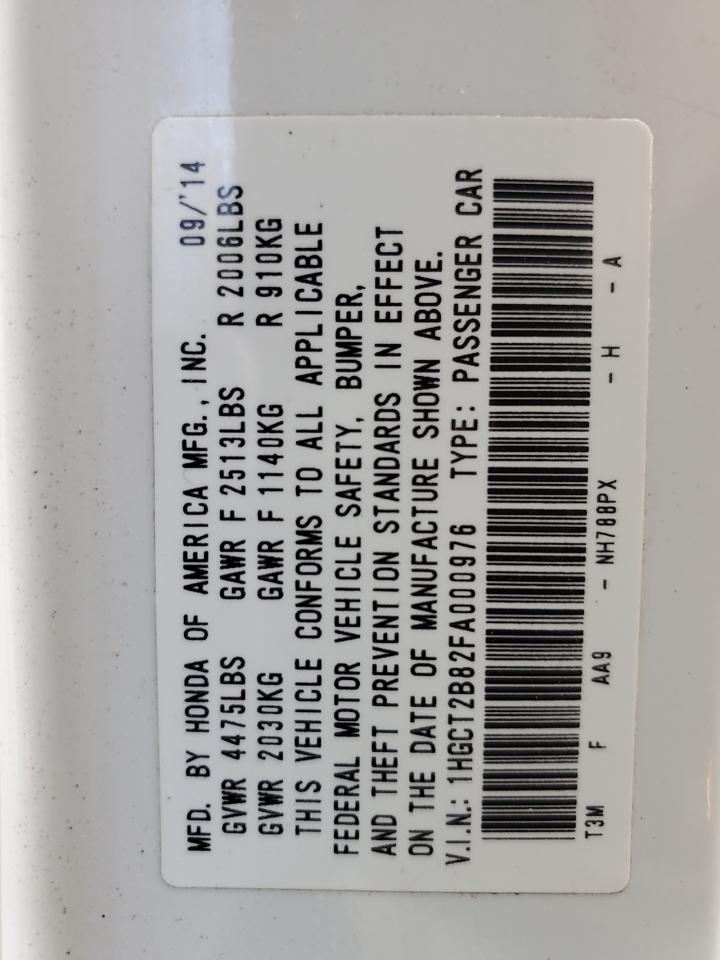 MFD. BY HONDA OF AMERICA MFG., INC. 09/'14
GVWR 4475LBS GAWR F 2513LBS R 2006LBS
GVWR 2030KG GAWR F 1140KG R 910KG
THIS VEHICLE CONFORMS TO ALL APPLICABLE
FEDERAL MOTOR VEHICLE SAFETY, BUMPER,
AND THEFT PREVENTION STANDARDS IN EFFECT
ON THE DATE OF MANUFACTURE SHOWN ABOVE.
V.I.N.: 1HGCT2B82FA000976 TYPE: PASSENGER CAR
T3M F AA9 - NH788PX - H - A